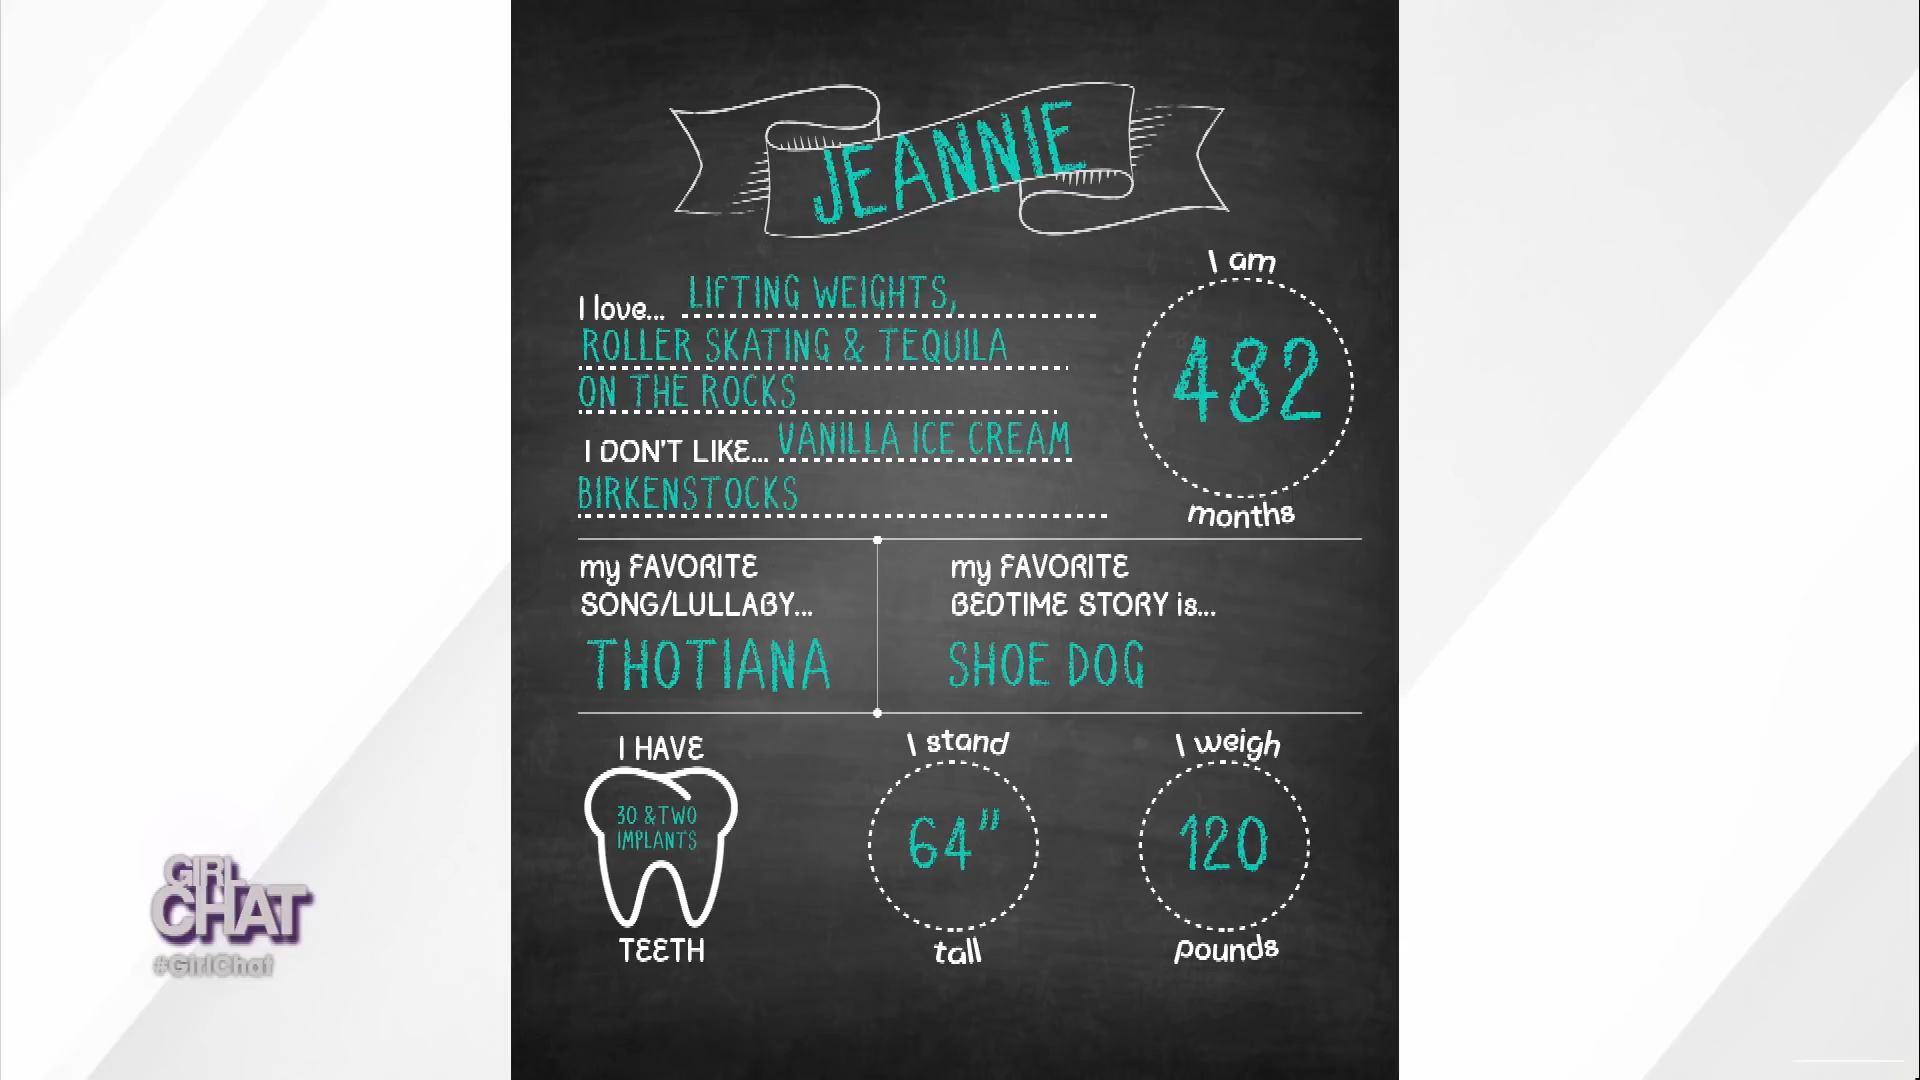 JEANNIE
I love... LIFTING WEIGHTS,
ROLLER SKATING & TEQUILA
ON THE ROCKS
I DON'T LIKE... VANILLA ICE CREAM
BIRKENSTOCKS
I am
482
months
my FAVORITE
SONG/LULLABY...
THOTIANA
my FAVORITE
BEDTIME STORY is...
SHOE DOG
I HAVE
30 & TWO
IMPLANTS
TEETH
I stand
64"
tall
I weigh
120
pounds
GIRL
CHAT
#GirlChat